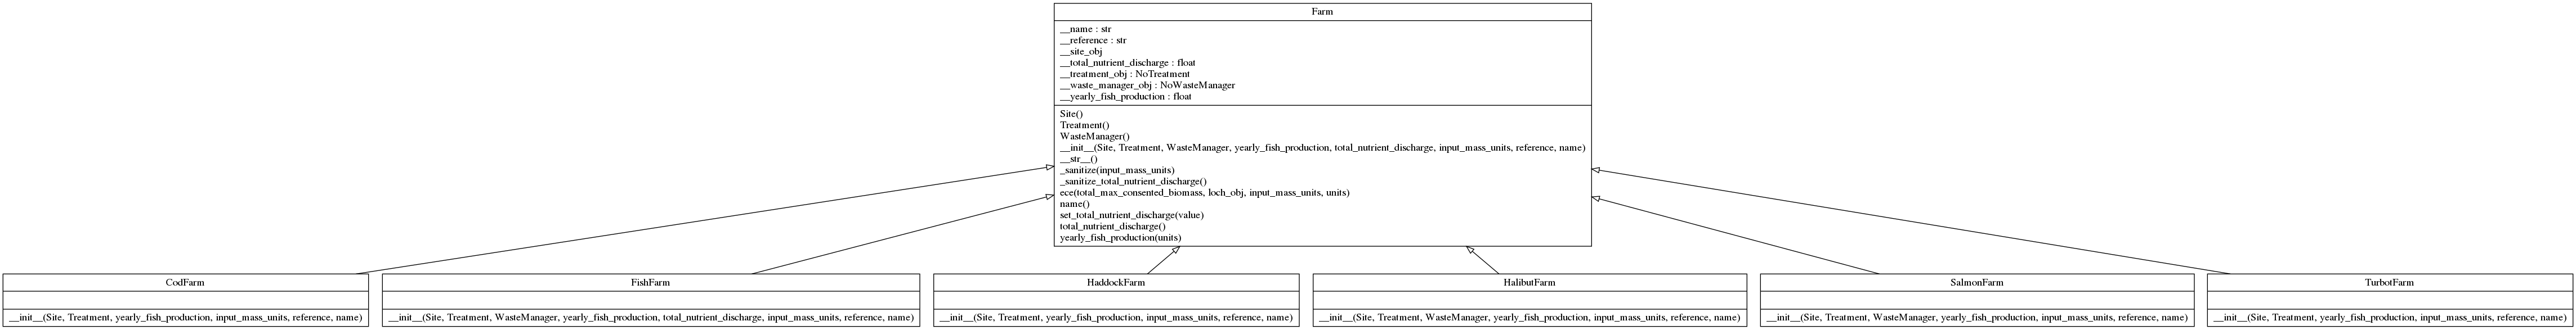 Farm
__name : str
__reference : str
__site_obj
__total_nutrient_discharge : float
__treatment_obj : NoTreatment
__waste_manager_obj : NoWasteManager
__yearly_fish_production : float
Site()
Treatment()
WasteManager()
__init__(Site, Treatment, WasteManager, yearly_fish_production, total_nutrient_discharge, input_mass_units, reference, name)
__str__()
_sanitize(input_mass_units)
_sanitize_total_nutrient_discharge()
ece(total_max_consented_biomass, loch_obj, input_mass_units, units)
name()
set_total_nutrient_discharge(value)
total_nutrient_discharge()
yearly_fish_production(units)
CodFarm
__init__(Site, Treatment, yearly_fish_production, input_mass_units, reference, name)
FishFarm
__init__(Site, Treatment, WasteManager, yearly_fish_production, total_nutrient_discharge, input_mass_units, reference, name)
HaddockFarm
__init__(Site, Treatment, yearly_fish_production, input_mass_units, reference, name)
HalibutFarm
__init__(Site, Treatment, WasteManager, yearly_fish_production, input_mass_units, reference, name)
SalmonFarm
__init__(Site, Treatment, WasteManager, yearly_fish_production, input_mass_units, reference, name)
TurbotFarm
__init__(Site, Treatment, yearly_fish_production, input_mass_units, reference, name)